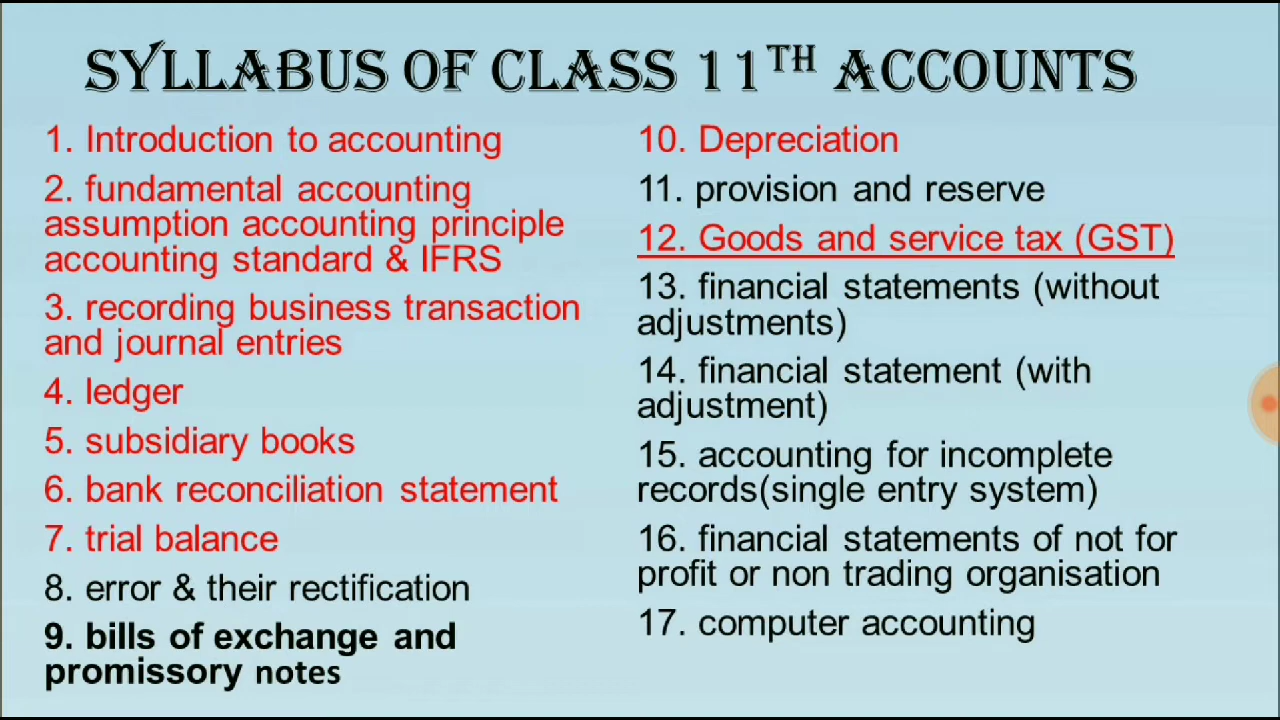 SYLLABUS OF CLASS 11TH ACCOUNTS
1. Introduction to accounting
2. fundamental accounting
assumption accounting principle
accounting standard & IFRS
3. recording business transaction
and journal entries
4. ledger
5. subsidiary books
6. bank reconciliation statement
7. trial balance
8. error & their rectification
9. bills of exchange and
promissory notes
10. Depreciation
11. provision and reserve
12. Goods and service tax (GST)
13. financial statements (without
adjustments)
14. financial statement (with
adjustment)
15. accounting for incomplete
records(single entry system)
16. financial statements of not for
profit or non trading organisation
17. computer accounting